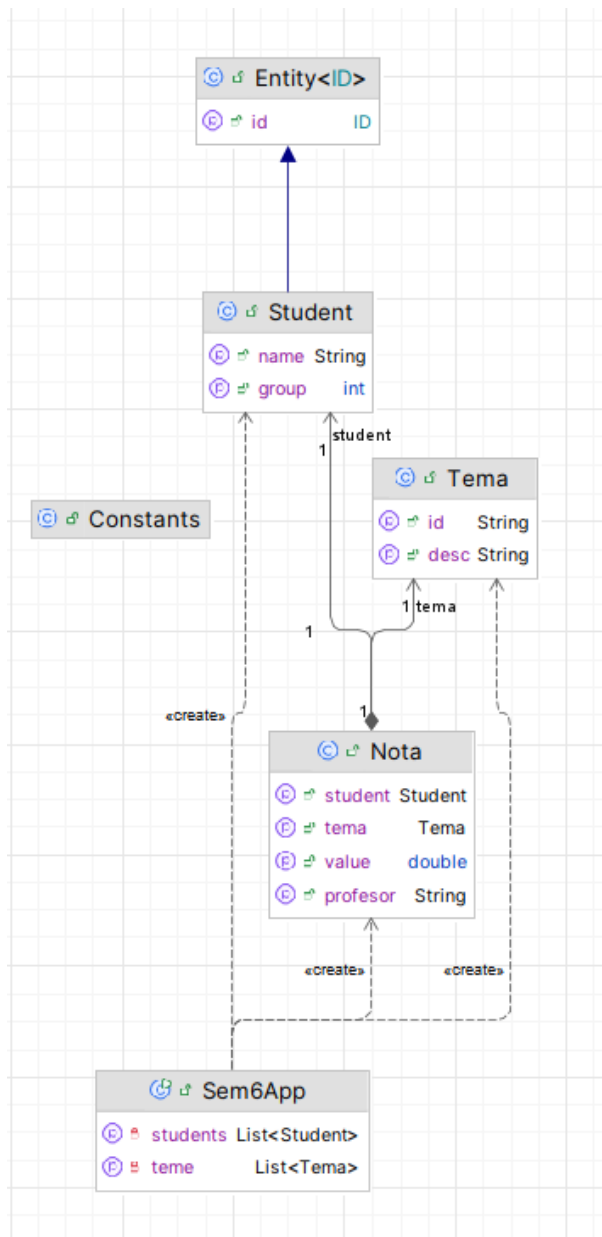 Entity<ID>
id ID
Student
name String
group int
student
1
Tema
id String
desc String
Constants
1 tema
1
«create»
1
Nota
student Student
tema Tema
value double
profesor String
«create» «create»
Sem6App
students List<Student>
teme List<Tema>